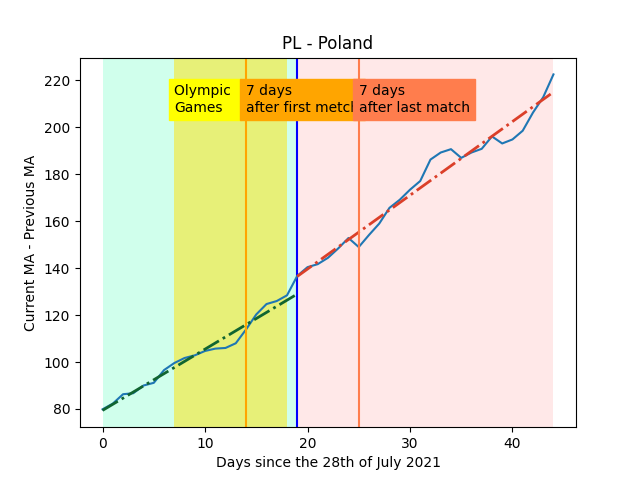 PL - Poland
Current MA - Previous MA
220
200
180
160
140
120
100
80
Olympic
Games
7 days
after first metcl
7 days
after last match
0
10
20
30
40
Days since the 28th of July 2021